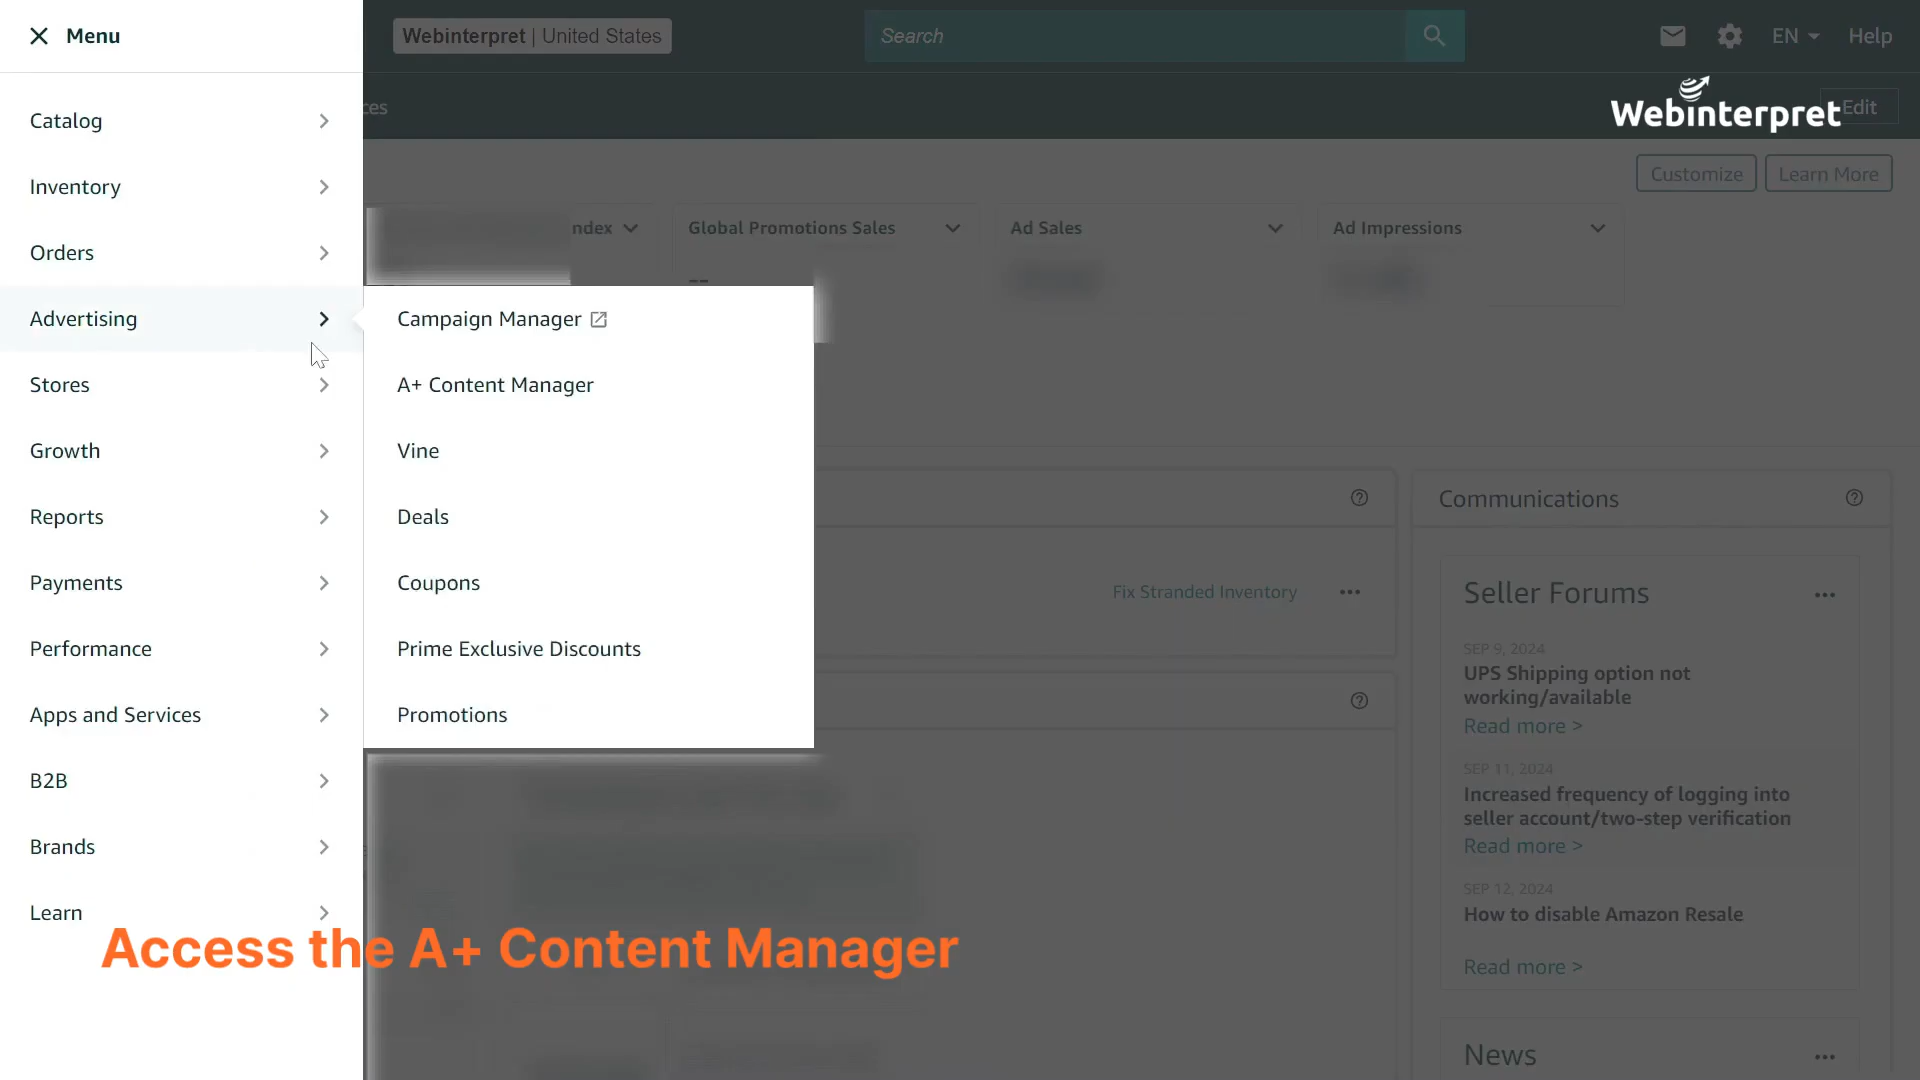 Menu
Webinterpret | United States
Search
EN
Help
ces
Webinterpret
Edit
Catalog
Inventory
Orders
Advertising
Stores
Growth
Reports
Payments
Performance
Apps and Services
B2B
Brands
Learn
Campaign Manager
A+ Content Manager
Vine
Deals
Coupons
Prime Exclusive Discounts
Promotions
Customize
Learn More
ndex
Global Promotions Sales
--
Ad Sales
Ad Impressions
Fix Stranded Inventory
Communications
Seller Forums
SEP 9, 2024
UPS Shipping option not
working/available
Read more >
SEP 11, 2024
Increased frequency of logging into
seller account/two-step verification
Read more >
SEP 12, 2024
How to disable Amazon Resale
Read more >
News
Access the A+ Content Manager